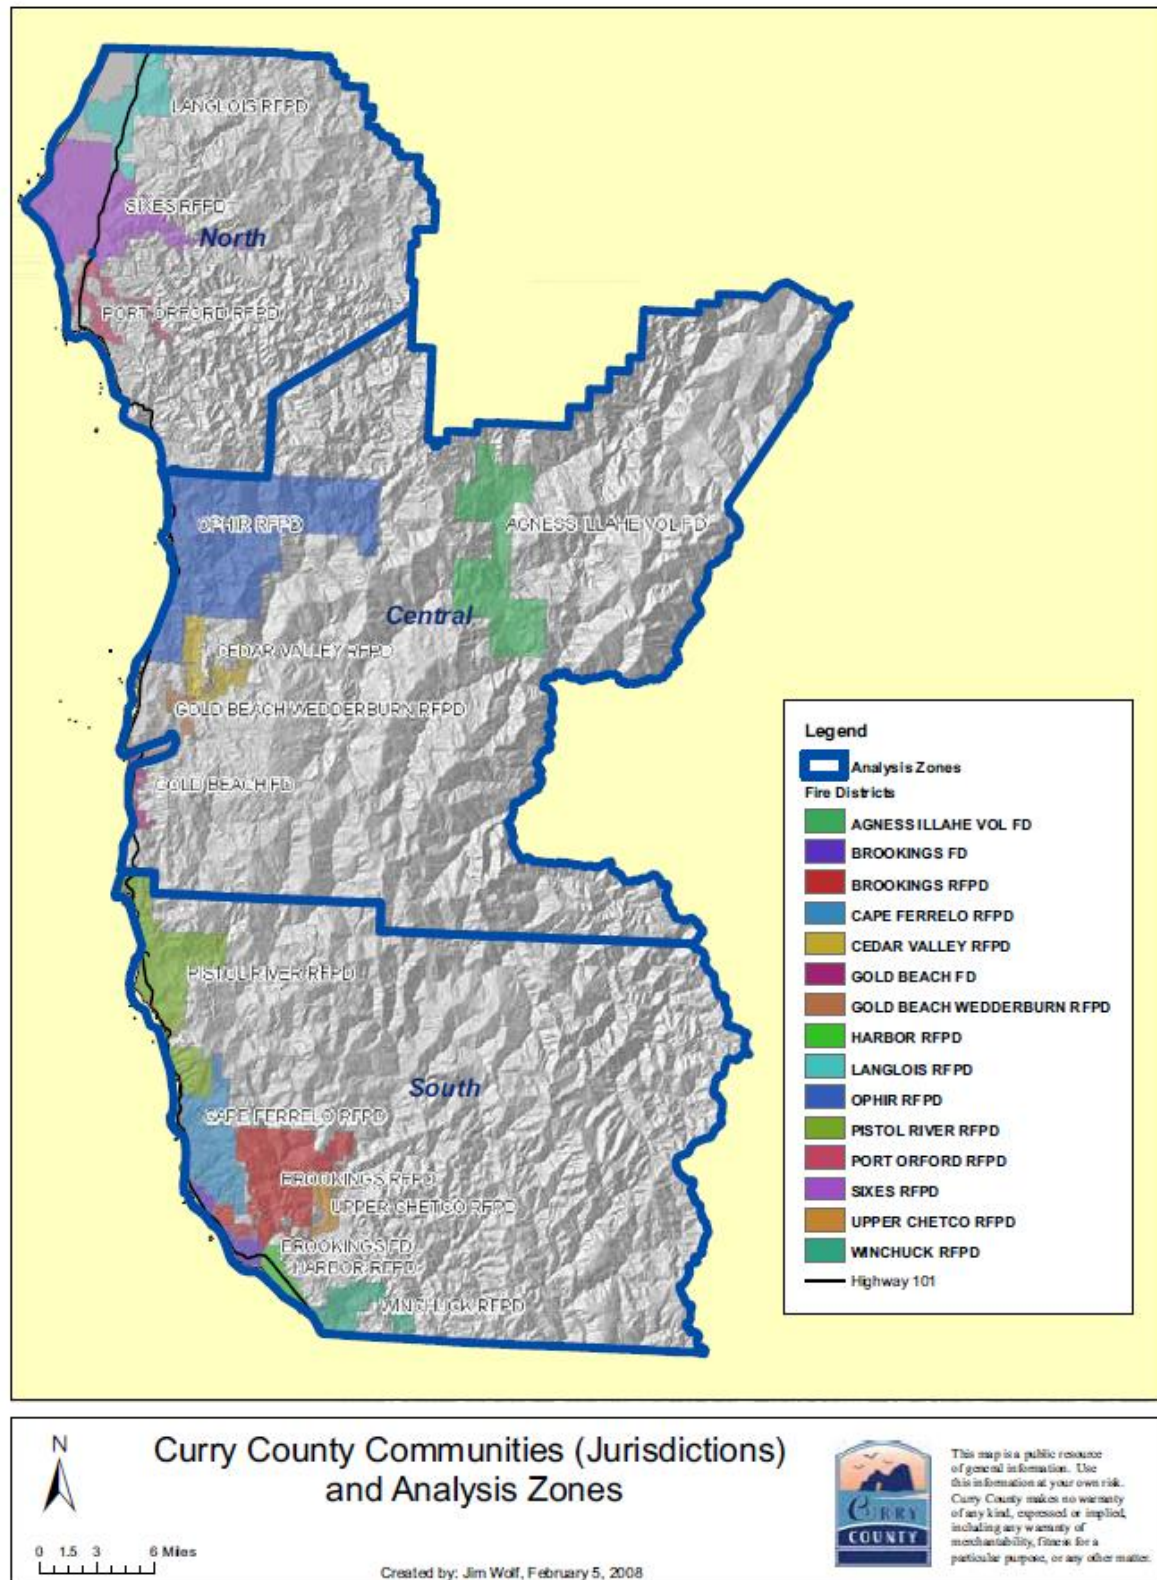 LANGLOIS RFPD
SIXES RFPD
North
PORT ORFORD RFPD
OPHIR RFPD
AGNESS ILLAHE VOL FD
Central
CEDAR VALLEY RFPD
GOLD BEACH WEDDERBURN RFPD
GOLD BEACH FD
PISTOL RIVER RFPD
South
CAPE FERRELO RFPD
BROOKINGS RFPD
UPPER CHETCO RFPD
BROOKINGS FD
HARBOR RFPD
WINCHUCK RFPD
Legend
Analysis Zones
Fire Districts
AGNESS ILLAHE VOL FD
BROOKINGS FD
BROOKINGS RFPD
CAPE FERRELO RFPD
CEDAR VALLEY RFPD
GOLD BEACH FD
GOLD BEACH WEDDERBURN RFPD
HARBOR RFPD
LANGLOIS RFPD
OPHIR RFPD
PISTOL RIVER RFPD
PORT ORFORD RFPD
SIXES RFPD
UPPER CHETCO RFPD
WINCHUCK RFPD
Highway 101
N
0 1.5 3 6 Miles
Curry County Communities (Jurisdictions)
and Analysis Zones
Created by: Jim Wolf, February 5, 2008
CURRY
COUNTY
This map is a public resource
of general information. Use
this information at your own risk.
Curry County makes no warranty
of any kind, expressed or implied,
including any warranty of
merchantability, fitness for a
particular purpose, or any other matter.